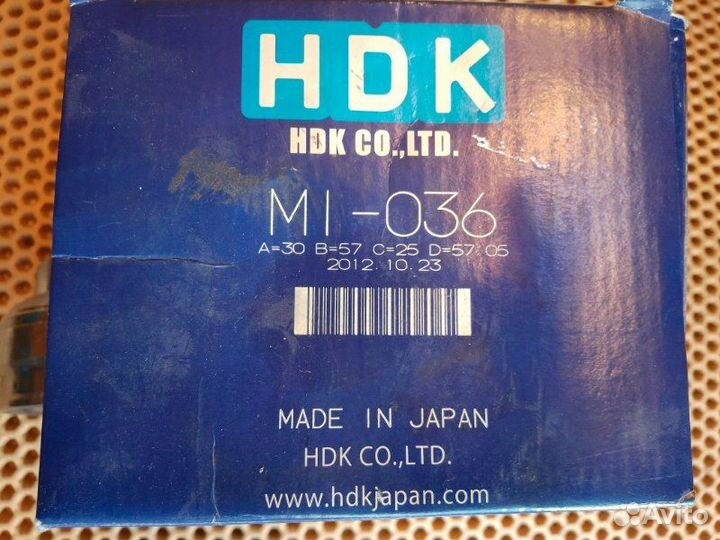 HDK
HDK CO.,LTD.
MI-036
A=30 B=57 C=25 D=57.05
2012.10.23
MADE IN JAPAN
HDK CO.,LTD.
www.hdkjapan.com
Avito